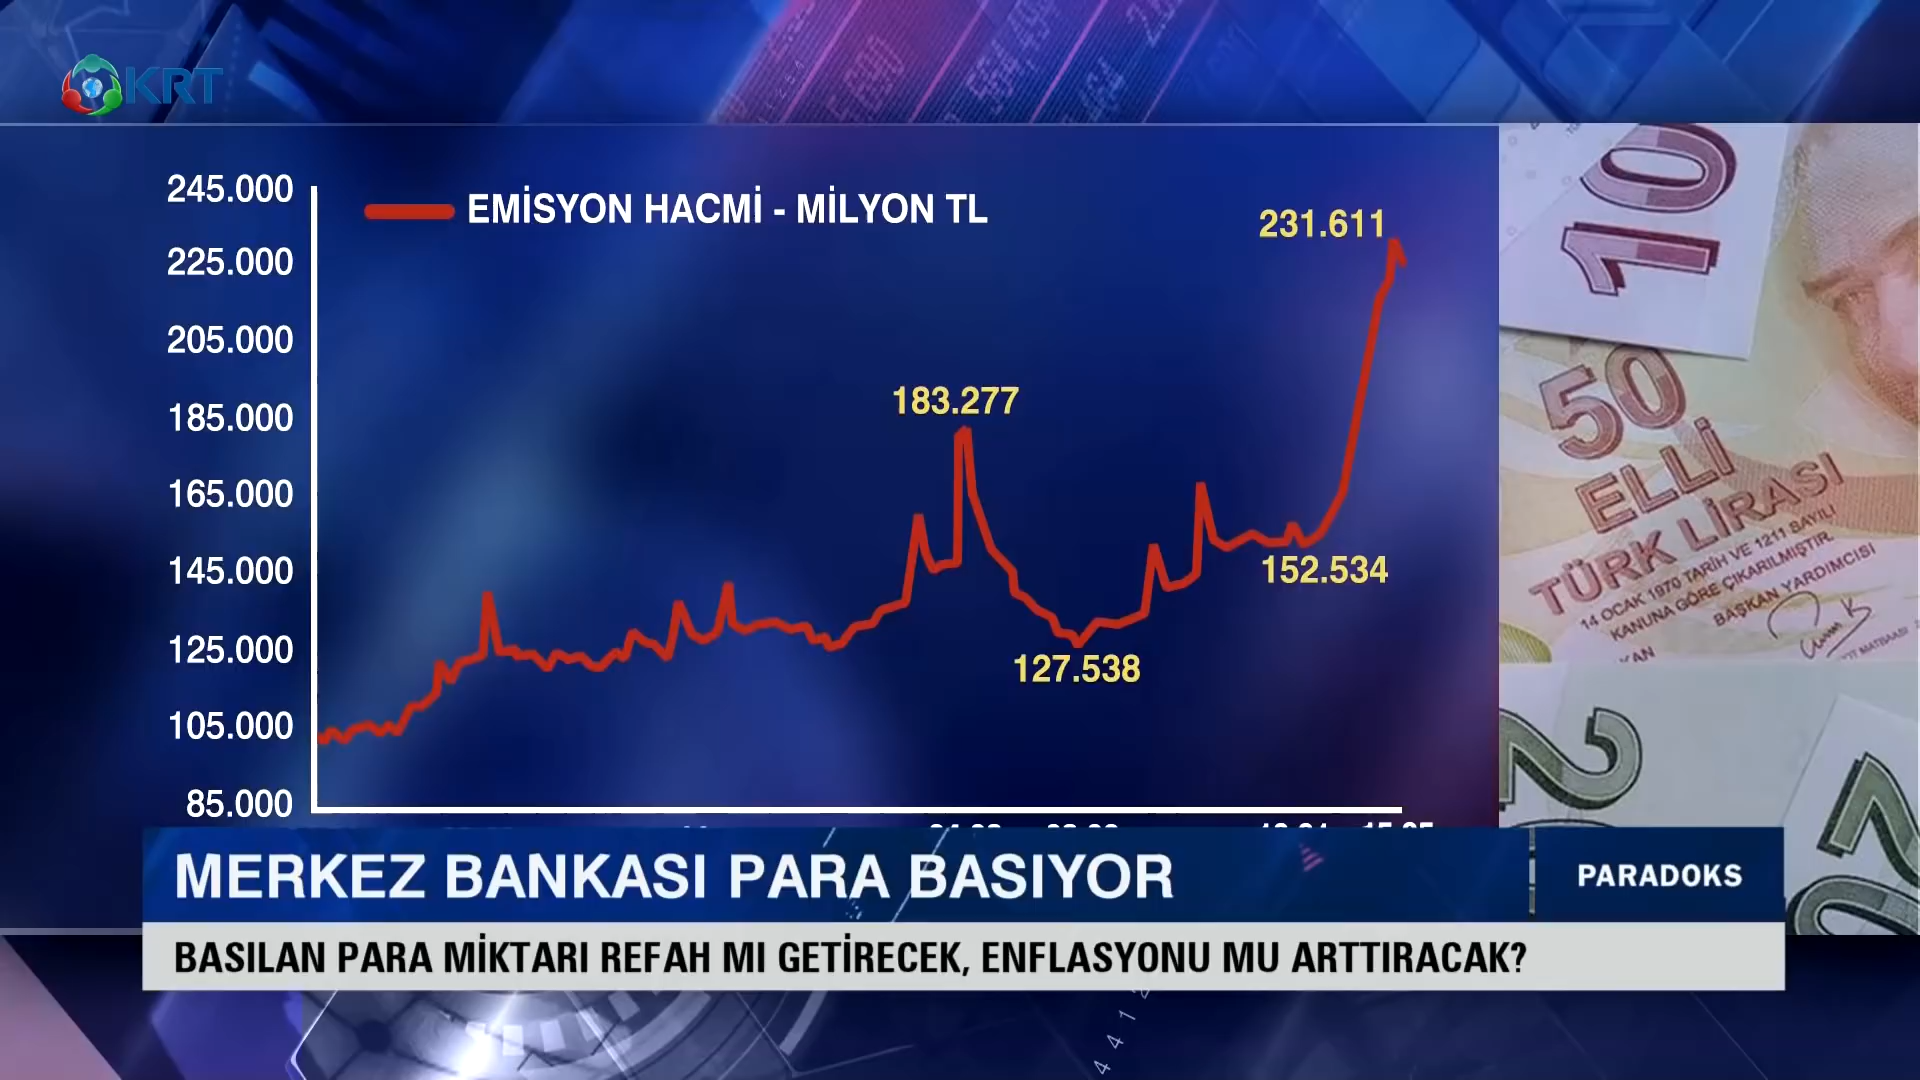 KRT
245.000
225.000
205.000
185.000
165.000
145.000
125.000
105.000
85.000
EMİSYON HACMİ - MİLYON TL
231.611
183.277
152.534
127.538
10
50
ELLİ
TÜRK LİRASI
14 OCAK 1970 TARİH VE 1211 SAYILI
KANUNA GÖRE ÇIKARILMIŞTIR.
BAŞKAN YARDIMCISI
MERKEZ BANKASI PARA BASIYOR
PARADOKS
BASILAN PARA MİKTARI REFAH MI GETİRECEK, ENFLASYONU MU ARTTIRACAK?